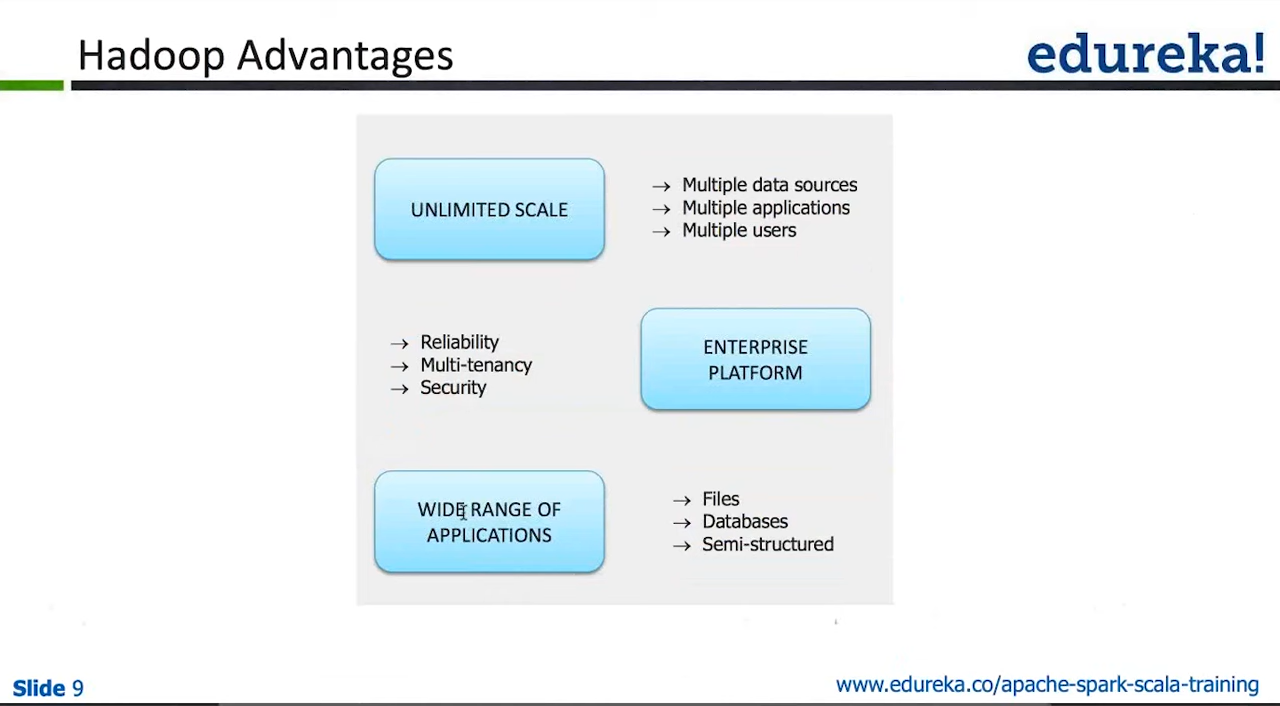 Hadoop Advantages
edureka!
UNLIMITED SCALE
→ Multiple data sources
→ Multiple applications
→ Multiple users
→ Reliability
→ Multi-tenancy
→ Security
ENTERPRISE
PLATFORM
WIDE RANGE OF
APPLICATIONS
→ Files
→ Databases
→ Semi-structured
Slide 9
www.edureka.co/apache-spark-scala-training